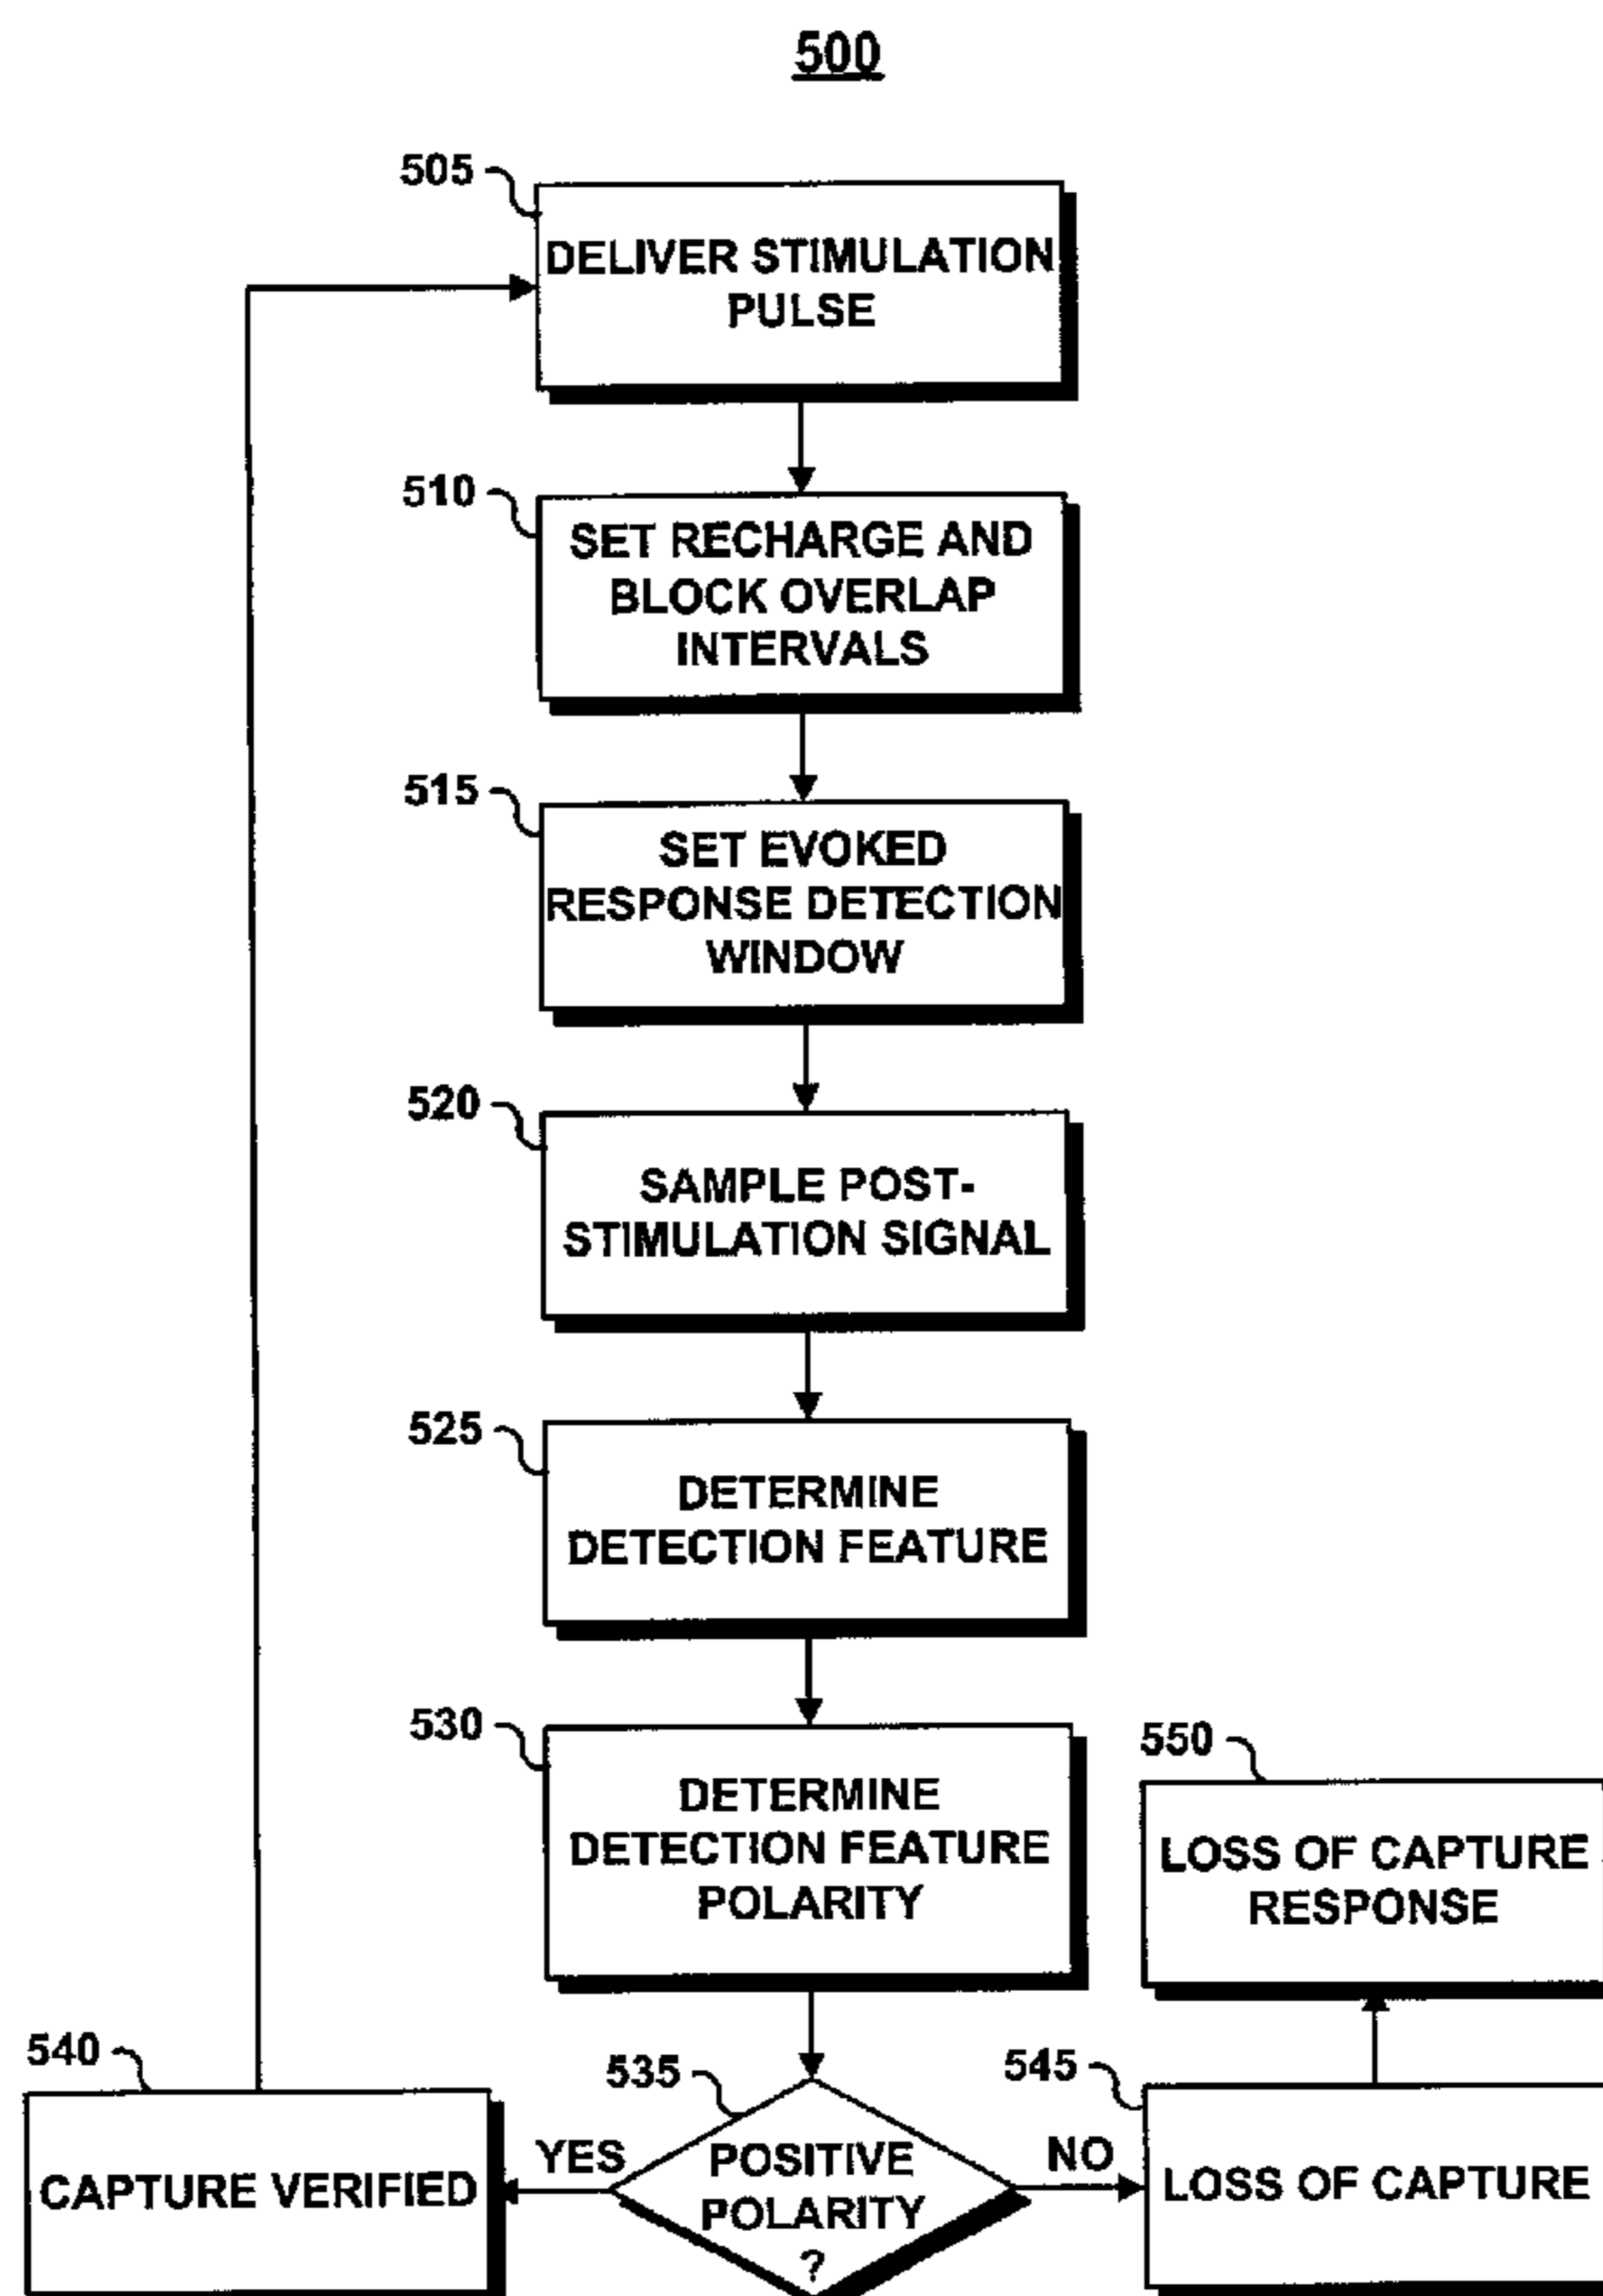 500
505
DELIVER STIMULATION
PULSE
510
SET RECHARGE AND
BLOCK OVERLAP
INTERVALS
515
SET EVOKED
RESPONSE DETECTION
WINDOW
520
SAMPLE POST-
STIMULATION SIGNAL
525
DETERMINE
DETECTION FEATURE
530
DETERMINE
DETECTION FEATURE
POLARITY
550
LOSS OF CAPTURE
RESPONSE
540
CAPTURE VERIFIED
YES
535
POSITIVE
POLARITY
?
NO
545
LOSS OF CAPTURE